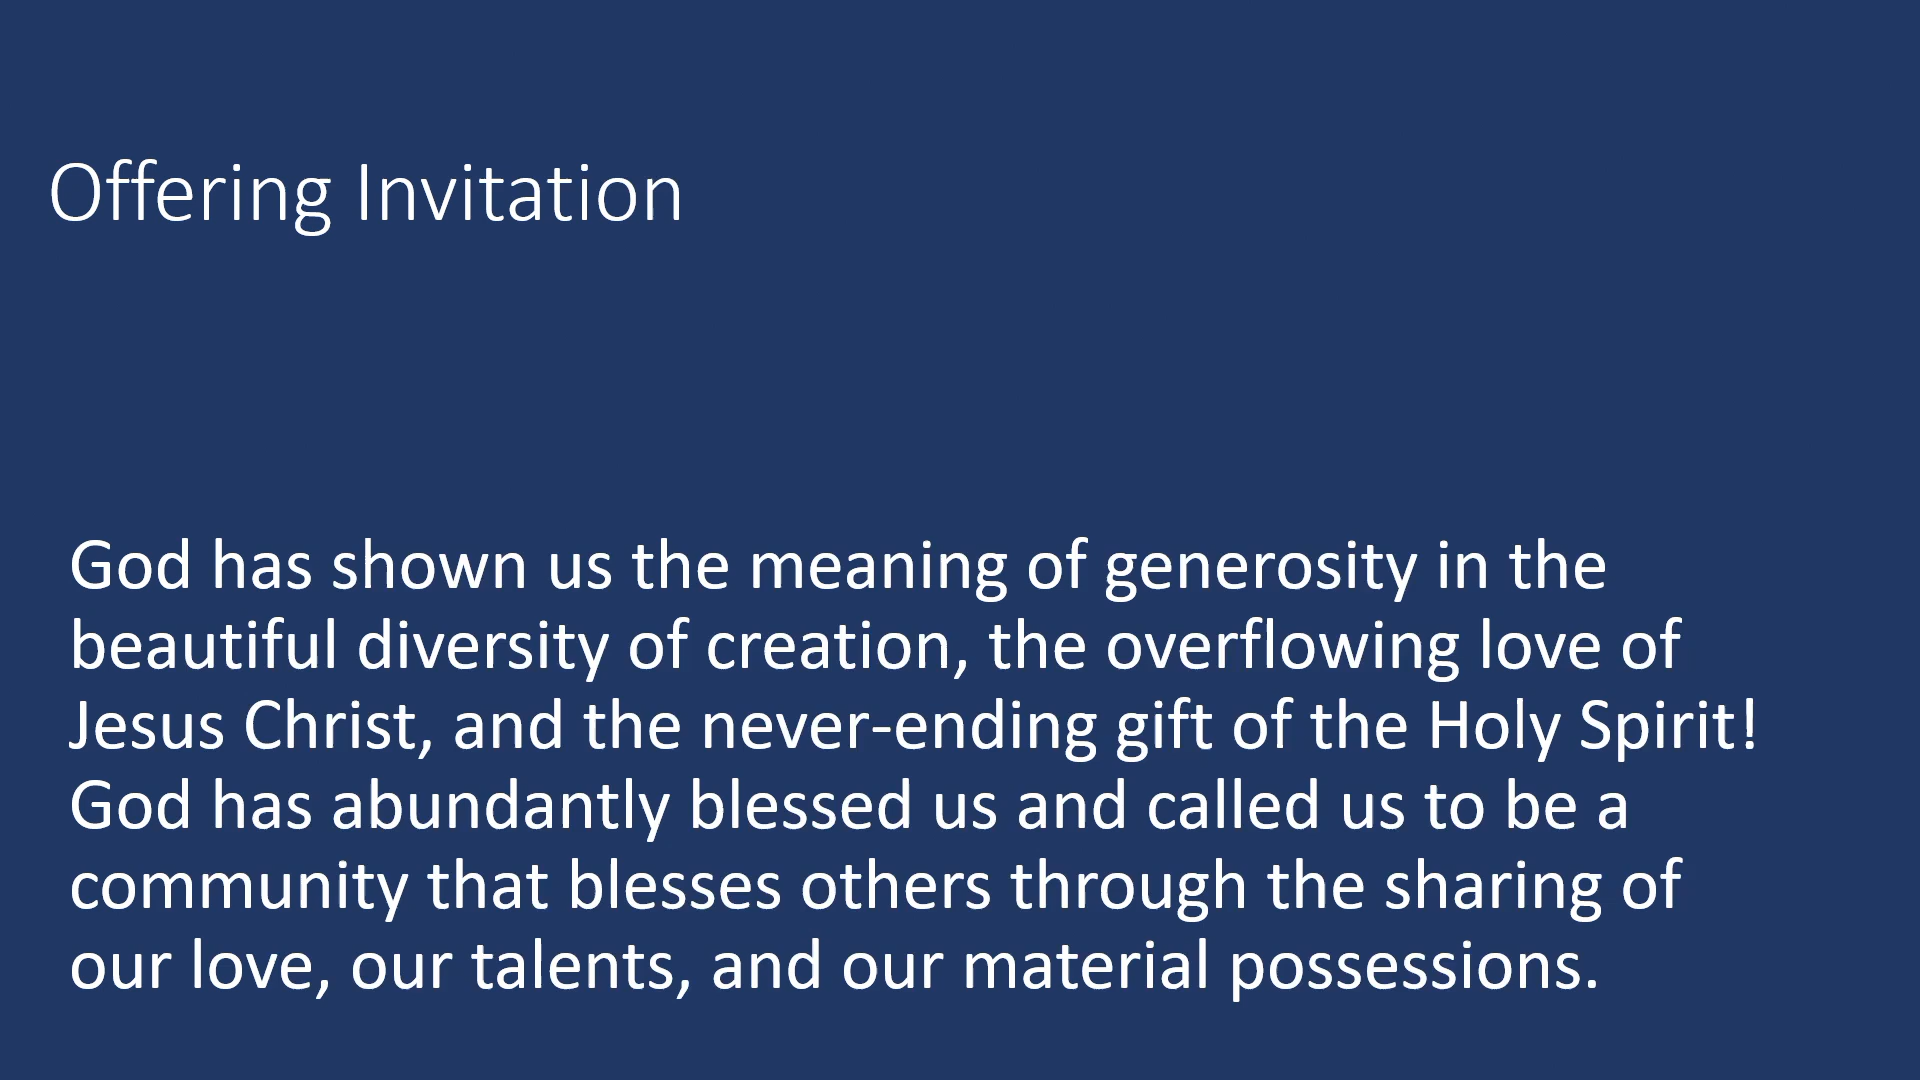 Offering Invitation
God has shown us the meaning of generosity in the
beautiful diversity of creation, the overflowing love of
Jesus Christ, and the never-ending gift of the Holy Spirit!
God has abundantly blessed us and called us to be a
community that blesses others through the sharing of
our love, our talents, and our material possessions.